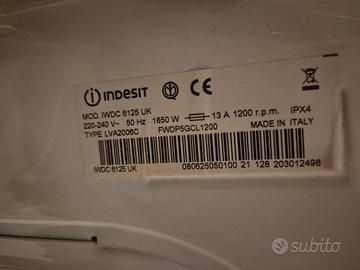 indesit
MOD. IWDC 6125 UK
220-240 V~ 50 Hz 1850 W 13 A 1200 r.p.m. IPX4
TYPE LVA2006C FWDP5GCL1200 MADE IN ITALY
IWDC 6125 UK 080625050100 21 128 203012498
subito